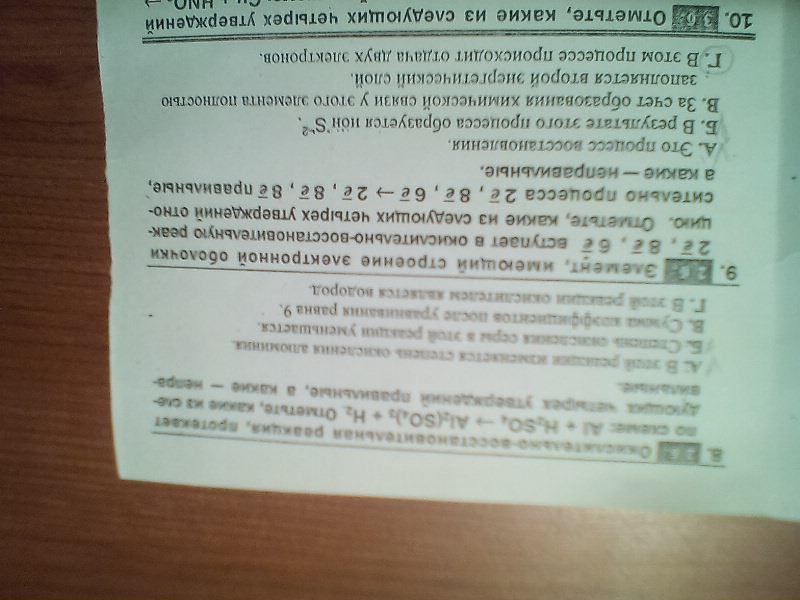 8. Окислительно-восстановительная реакция, протекает
по схеме: Al + H₂SO₄ → Al₂(SO₄)₃ + H₂. Отметьте, какие из сле-
дующих четырёх утверждений правильные, а какие — непра-
вильные.
А. В этой реакции изменяется степень окисления алюминия.
Б. Степень окисления серы в этой реакции уменьшается.
В. Сумма коэффициентов после уравнивания равна 9.
Г. В этой реакции окислителем является водород.
9. Элемент, имеющий строение электронной оболочки
2ē, 8ē, 6ē вступает в окислительно-восстановительную реак-
цию. Отметьте, какие из следующих четырёх утверждений отно-
сительно процесса 2ē, 8ē, 6ē → 2ē, 8ē, 8ē правильные,
а какие — неправильные.
А. Это процесс восстановления.
Б. В результате этого процесса образуется ион S⁻².
В. За счет образования химической связи у этого элемента полностью
заполняется второй энергетический слой.
Г. В этом процессе происходит отдача двух электронов.
10. Отметьте, какие из следующих четырёх утверждений